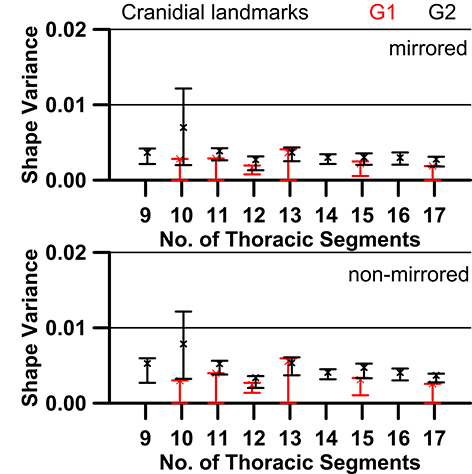 Cranidial landmarks G1 G2
0.02
mirrored
0.01
0.00
Shape Variance
9 10 11 12 13 14 15 16 17
No. of Thoracic Segments
0.02
non-mirrored
0.01
0.00
Shape Variance
9 10 11 12 13 14 15 16 17
No. of Thoracic Segments